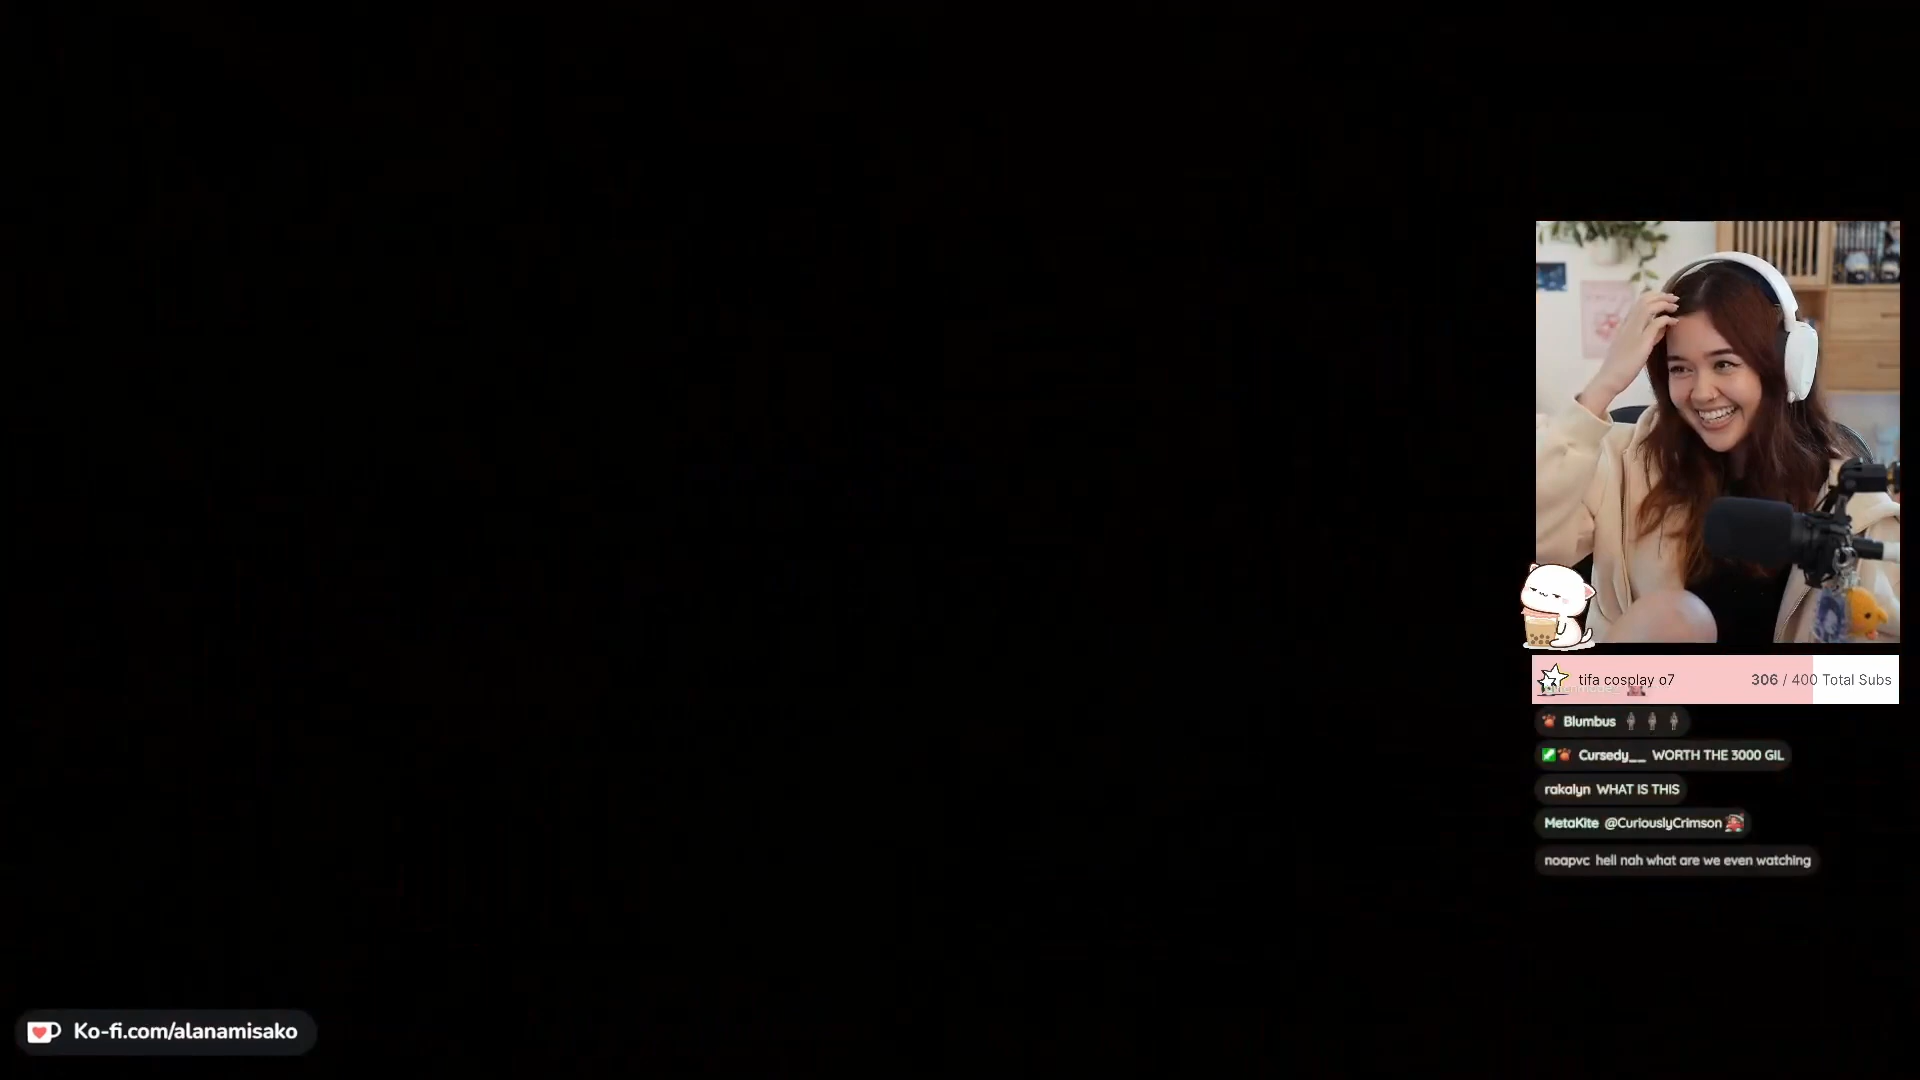 tifa cosplay o7 306 / 400 Total Subs
Blumbus
Cursedy__ WORTH THE 3000 GIL
rakalyn WHAT IS THIS
MetaKite @CuriouslyCrimson
noapvc hell nah what are we even watching
Ko-fi.com/alanamisako